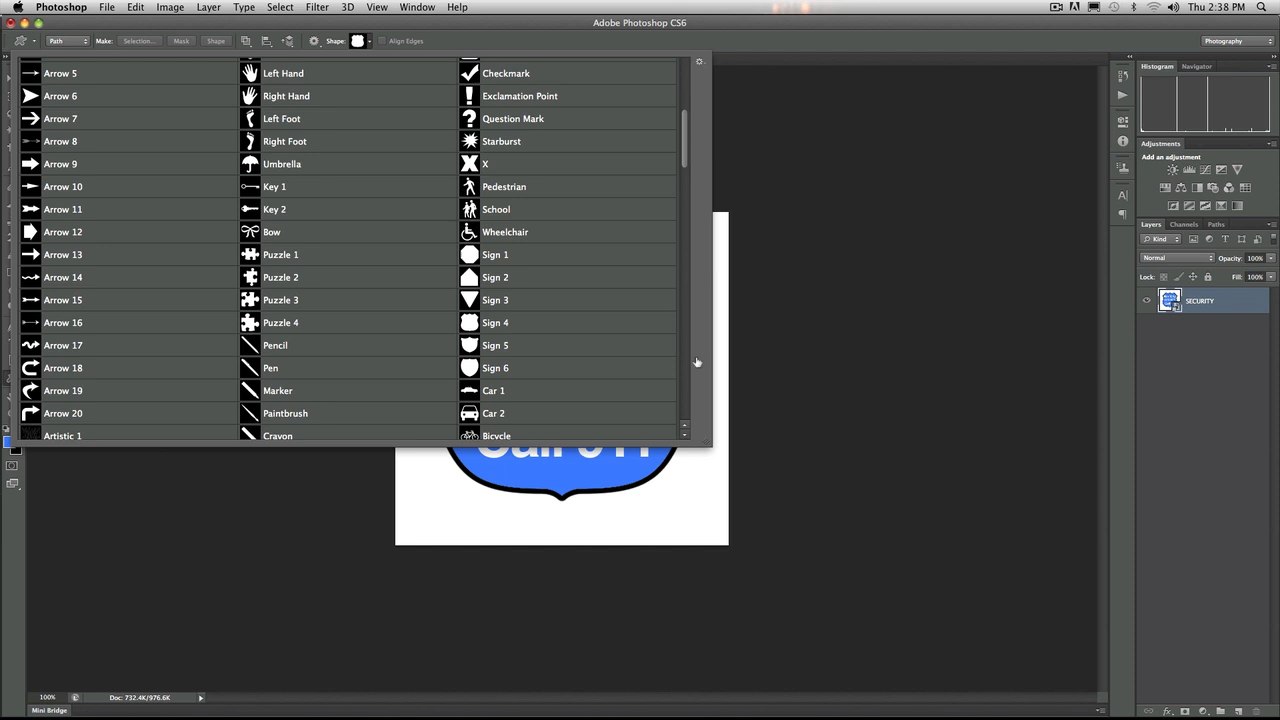 Photoshop File Edit Image Layer Type Select Filter 3D View Window Help Thu 2:38 PM
Adobe Photoshop CS6
Path Make: Selection... Mask Shape Shape: Align Edges Photography
Histogram Navigator
Arrow 5 Left Hand Checkmark
Arrow 6 Right Hand Exclamation Point
Arrow 7 Left Foot Question Mark
Arrow 8 Right Foot Starburst
Adjustments
Add an adjustment
Arrow 9 Umbrella X
Arrow 10 Key 1 Pedestrian
Arrow 11 Key 2 School
Layers Channels Paths
Arrow 12 Bow Wheelchair
Kind
Arrow 13 Puzzle 1 Sign 1
Normal Opacity: 100%
Arrow 14 Puzzle 2 Sign 2
Lock: Fill: 100%
Arrow 15 Puzzle 3 Sign 3
SECURITY
Arrow 16 Puzzle 4 Sign 4
Arrow 17 Pencil Sign 5
Arrow 18 Pen Sign 6
Arrow 19 Marker Car 1
Arrow 20 Paintbrush Car 2
Artistic 1 Crayon Bicycle
Call 911
100% Doc: 732.4K/976.6K
Mini Bridge